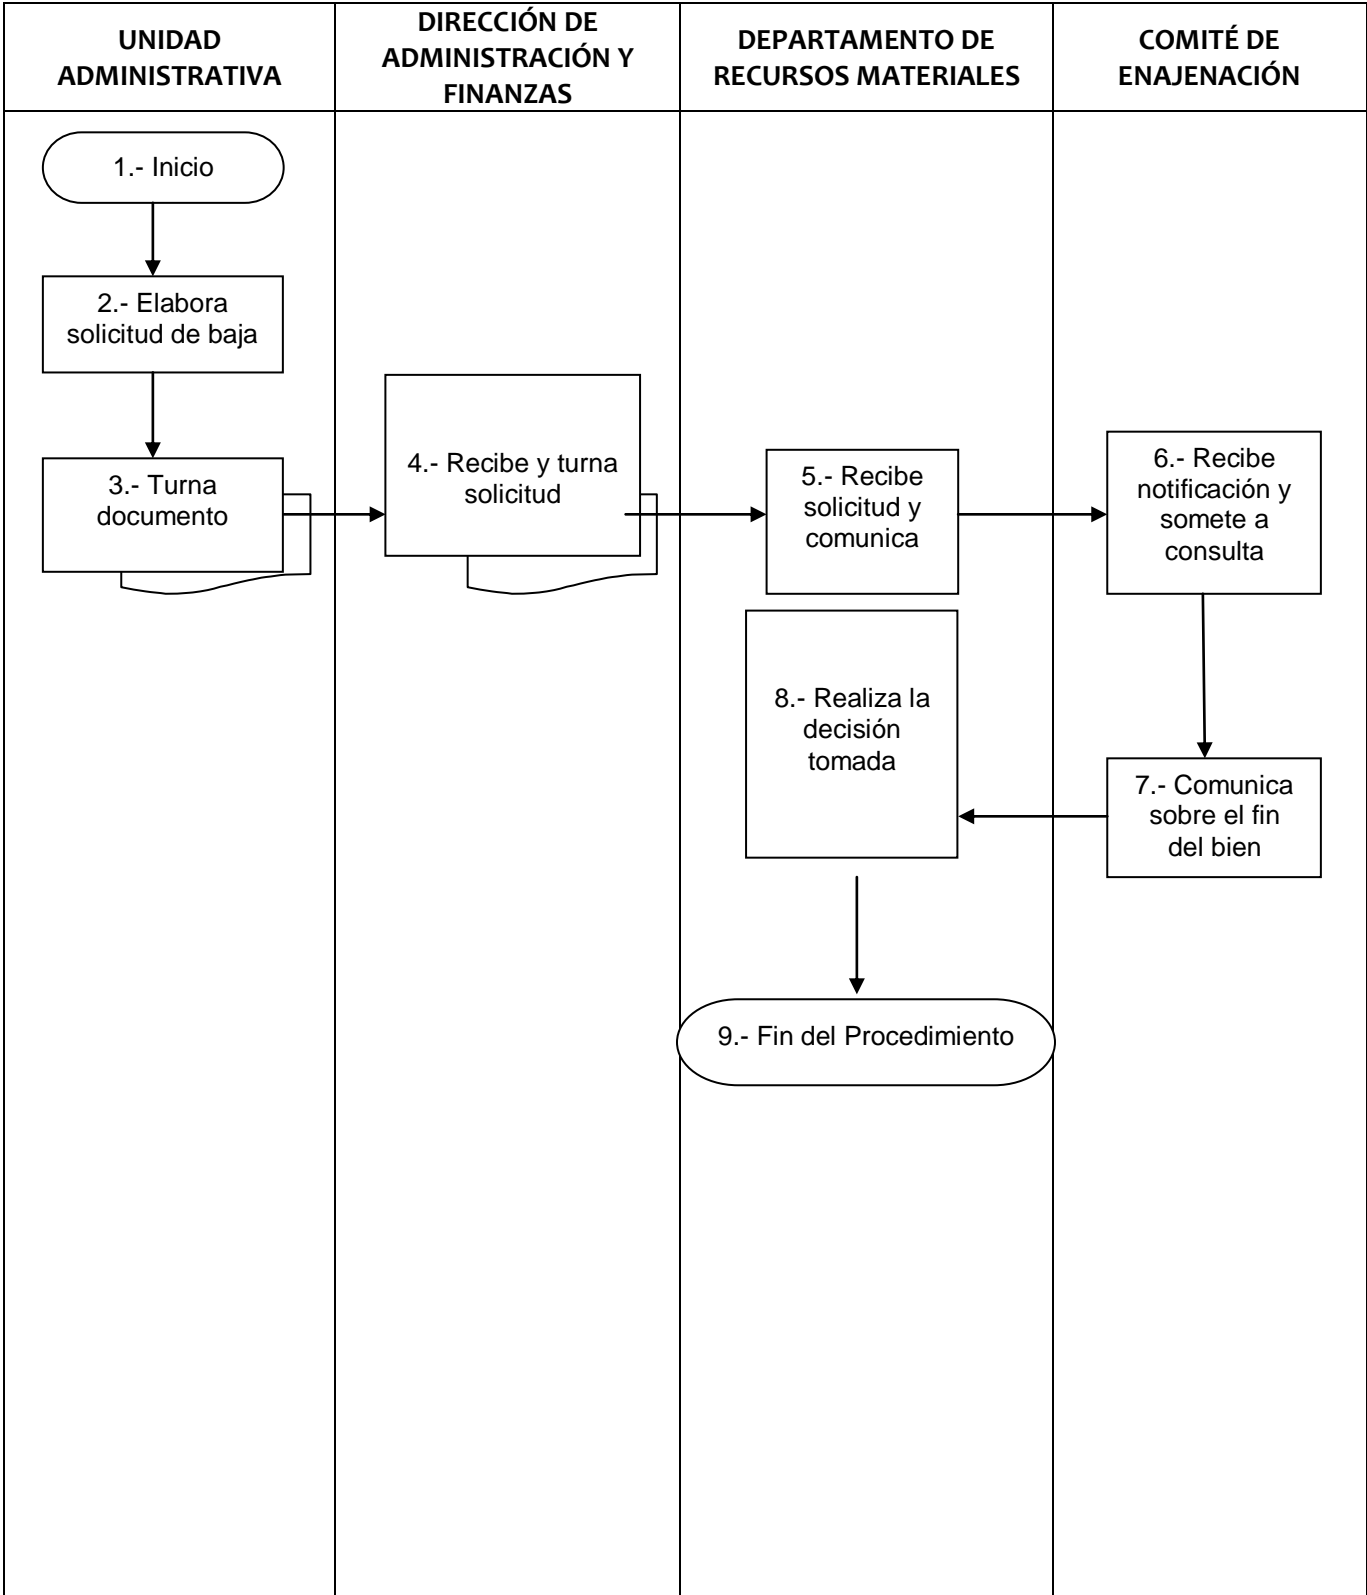 UNIDAD
ADMINISTRATIVA
DIRECCIÓN DE
ADMINISTRACIÓN Y
FINANZAS
DEPARTAMENTO DE
RECURSOS MATERIALES
COMITÉ DE
ENAJENACIÓN
1.- Inicio
2.- Elabora
solicitud de baja
3.- Turna
documento
4.- Recibe y turna
solicitud
5.- Recibe
solicitud y
comunica
6.- Recibe
notificación y
somete a
consulta
7.- Comunica
sobre el fin
del bien
8.- Realiza la
decisión
tomada
9.- Fin del Procedimiento